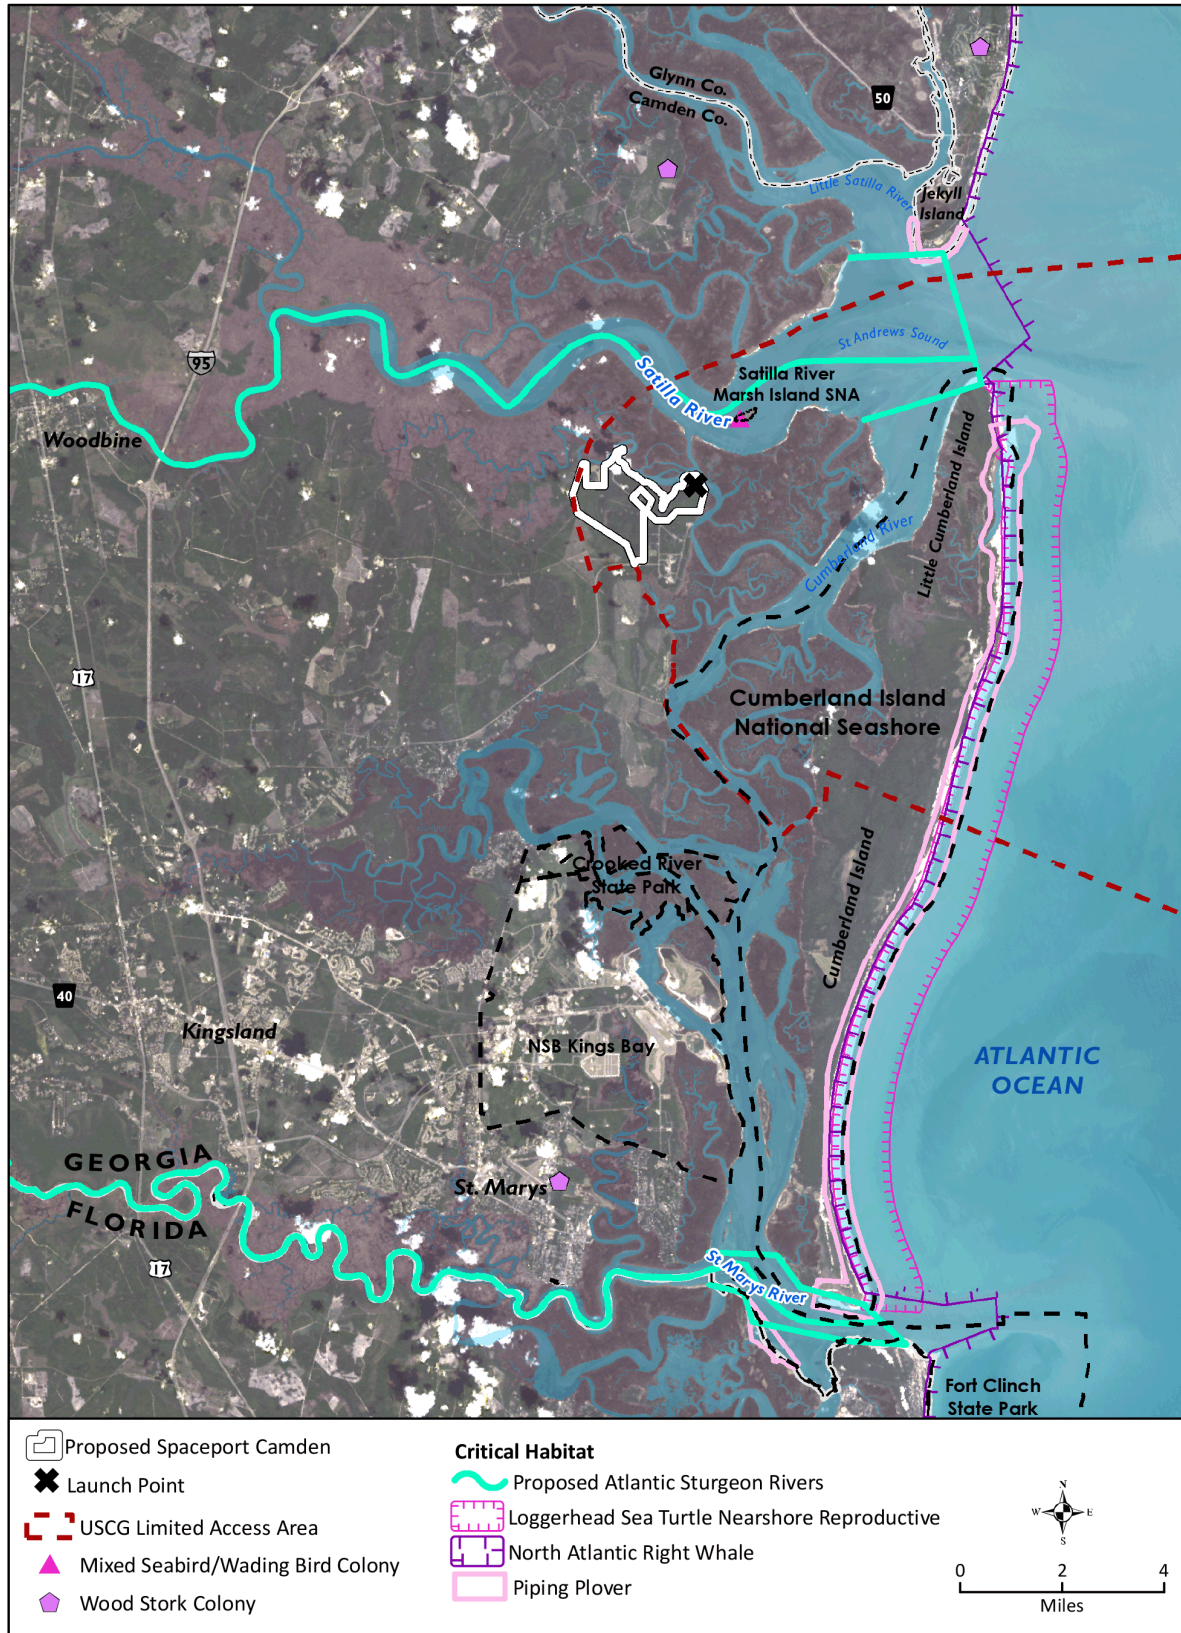 Glynn Co.
Camden Co.
50
Little Satilla River
Jekyll
Island
St Andrews Sound
95
Satilla River
Satilla River
Marsh Island SNA
Woodbine
Little Cumberland Island
Cumberland River
17
Cumberland Island
National Seashore
Crooked River
State Park
Cumberland Island
40
Kingsland
NSB Kings Bay
ATLANTIC
OCEAN
GEORGIA
FLORIDA
St. Marys
17
St Marys River
Fort Clinch
State Park
Proposed Spaceport Camden
Launch Point
USCG Limited Access Area
Mixed Seabird/Wading Bird Colony
Wood Stork Colony
Critical Habitat
Proposed Atlantic Sturgeon Rivers
Loggerhead Sea Turtle Nearshore Reproductive
North Atlantic Right Whale
Piping Plover
N
W E
S
0 2 4
Miles